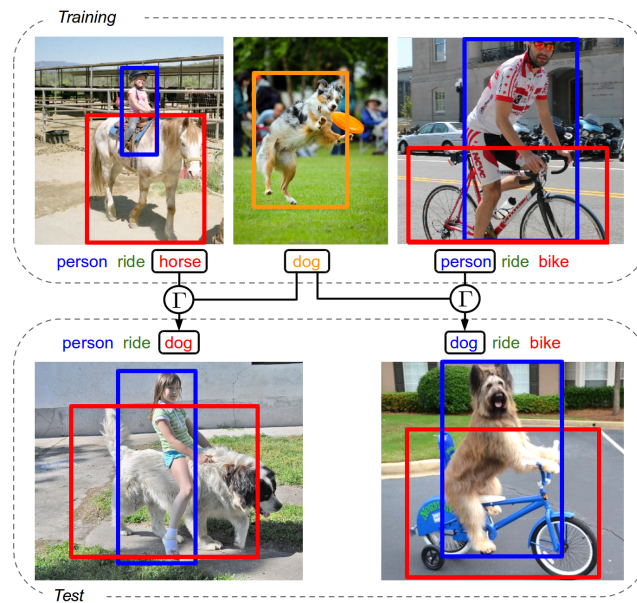 Training
person ride horse
dog
person ride bike
Γ
Γ
person ride dog
dog ride bike
Test